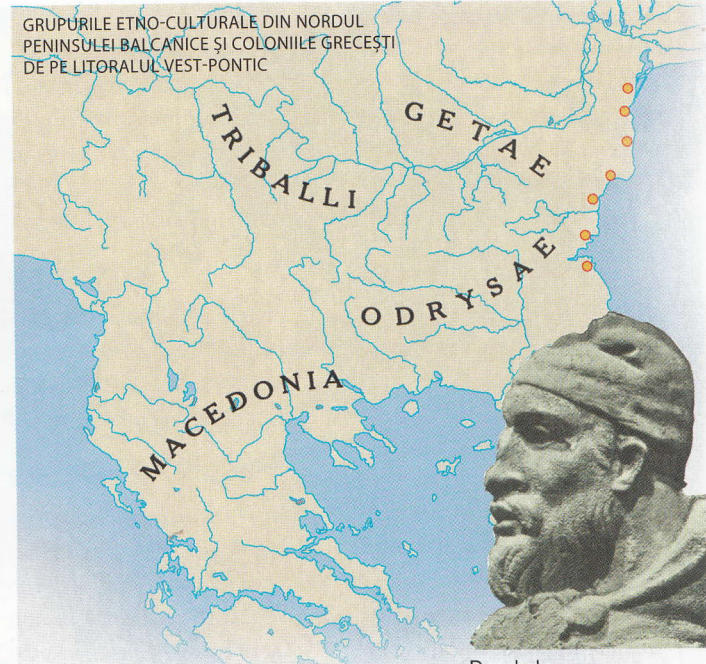 GRUPURILE ETNO-CULTURALE DIN NORDUL
PENINSULEI BALCANICE ȘI COLONIILE GRECEȘTI
DE PE LITORALUL VEST-PONTIC
GETAE
TRIBALLI
ODRYSAE
MACEDONIA